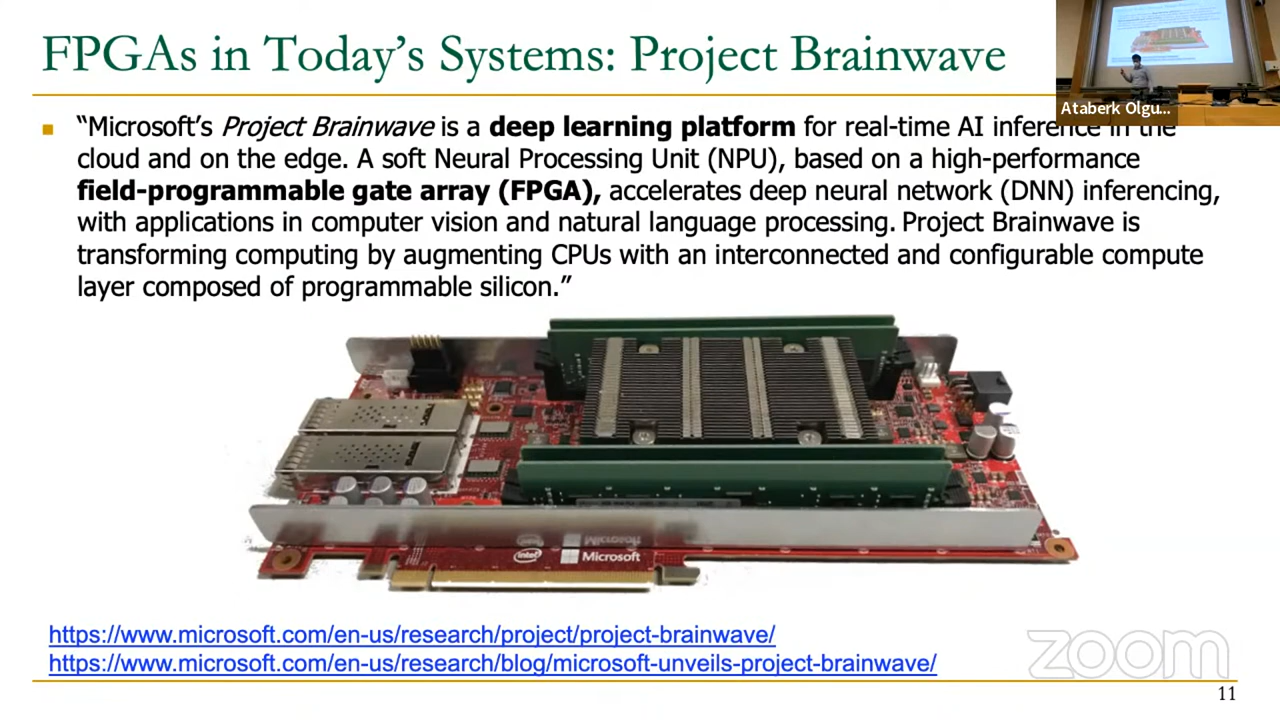 FPGAs in Today's Systems: Project Brainwave
Ataberk Olgu...
"Microsoft's Project Brainwave is a deep learning platform for real-time AI inference in the
cloud and on the edge. A soft Neural Processing Unit (NPU), based on a high-performance
field-programmable gate array (FPGA), accelerates deep neural network (DNN) inferencing,
with applications in computer vision and natural language processing. Project Brainwave is
transforming computing by augmenting CPUs with an interconnected and configurable compute
layer composed of programmable silicon."
intel Microsoft
https://www.microsoft.com/en-us/research/project/project-brainwave/
https://www.microsoft.com/en-us/research/blog/microsoft-unveils-project-brainwave/
zoom
11